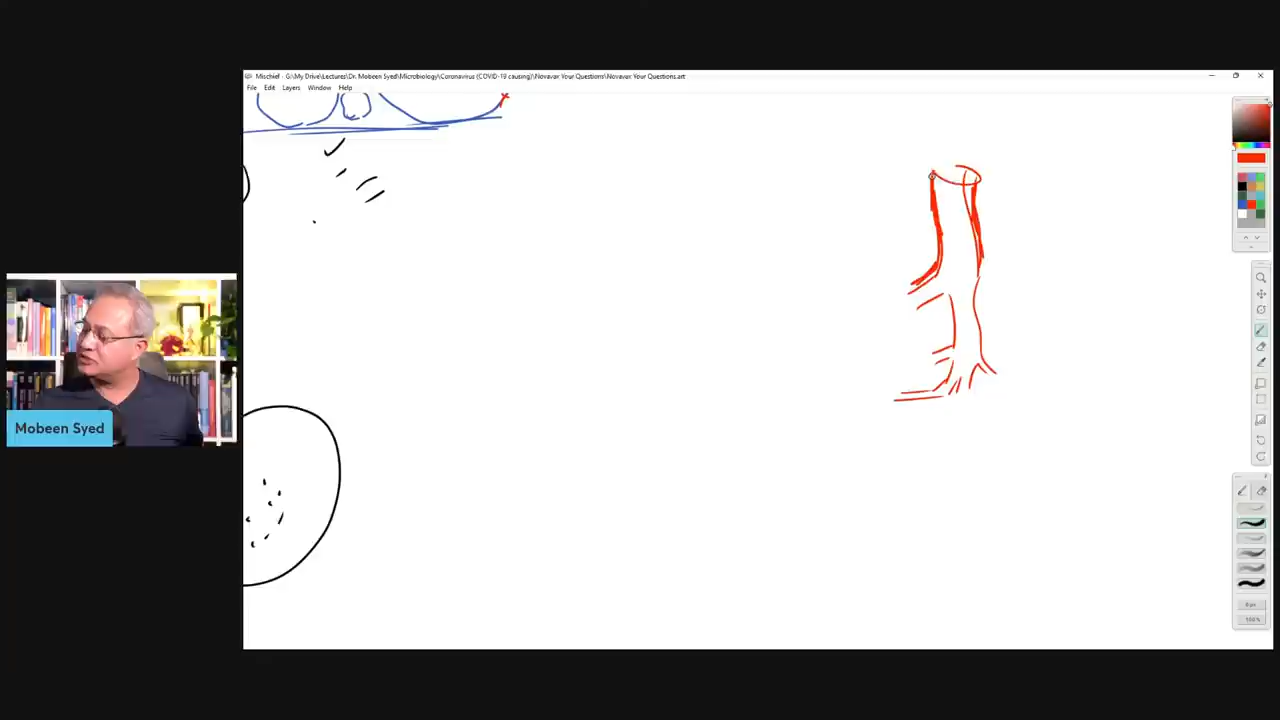 Mischief - G:\My Drive\Lectures\Dr. Mobeen Syed\Microbiology\Coronavirus (COVID-19 causing)\Novavax Your Questions\Novavax Your Questions.art
File Edit Layers Window Help
Mobeen Syed
100%